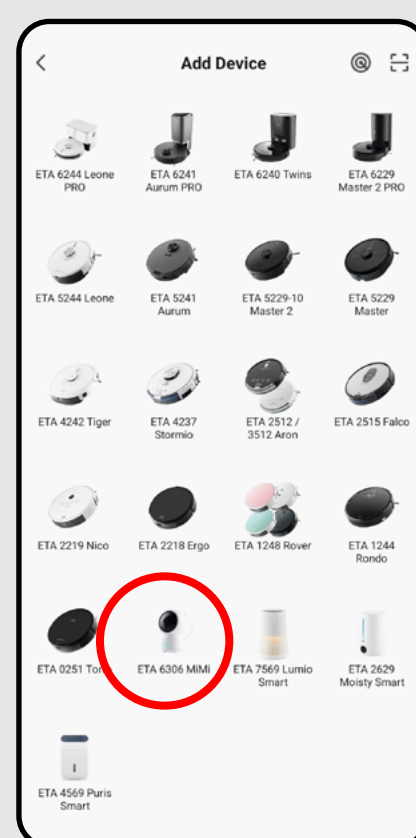 Add Device
ETA 6244 Leone
PRO
ETA 6241
Aurum PRO
ETA 6240 Twins
ETA 6229
Master 2 PRO
ETA 5244 Leone
ETA 5241
Aurum
ETA 5229-10
Master 2
ETA 5229
Master
ETA 4242 Tiger
ETA 4237
Stormio
ETA 2512 /
3512 Aron
ETA 2515 Falco
ETA 2219 Nico
ETA 2218 Ergo
ETA 1248 Rover
ETA 1244
Rondo
ETA 0251
ETA 6306 MiMi
ETA 7569 Lumio
Smart
ETA 2629
Moisty Smart
ETA 4569 Puris
Smart